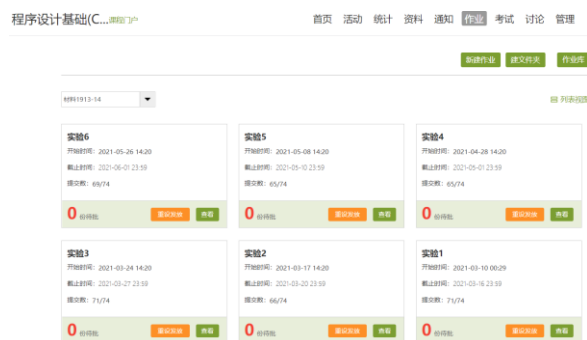 程序设计基础(C...课程门户
首页 活动 统计 资料 通知 作业 考试 讨论 管理
新建作业 建文件夹 作业库
材料1913-14
列表视图
实验6 实验5 实验4
开始时间: 2021-05-26 14:20 开始时间: 2021-05-08 14:20 开始时间: 2021-04-28 14:20
截止时间: 2021-06-01 23:59 截止时间: 2021-05-10 23:59 截止时间: 2021-05-01 23:59
提交数: 69/74 提交数: 65/74 提交数: 65/74
0 份待批 重设发放 查看 0 份待批 重设发放 查看 0 份待批 重设发放 查看
实验3 实验2 实验1
开始时间: 2021-03-24 14:20 开始时间: 2021-03-17 14:20 开始时间: 2021-03-10 00:29
截止时间: 2021-03-27 23:59 截止时间: 2021-03-20 23:59 截止时间: 2021-03-16 23:59
提交数: 71/74 提交数: 66/74 提交数: 71/74
0 份待批 重设发放 查看 0 份待批 重设发放 查看 0 份待批 重设发放 查看